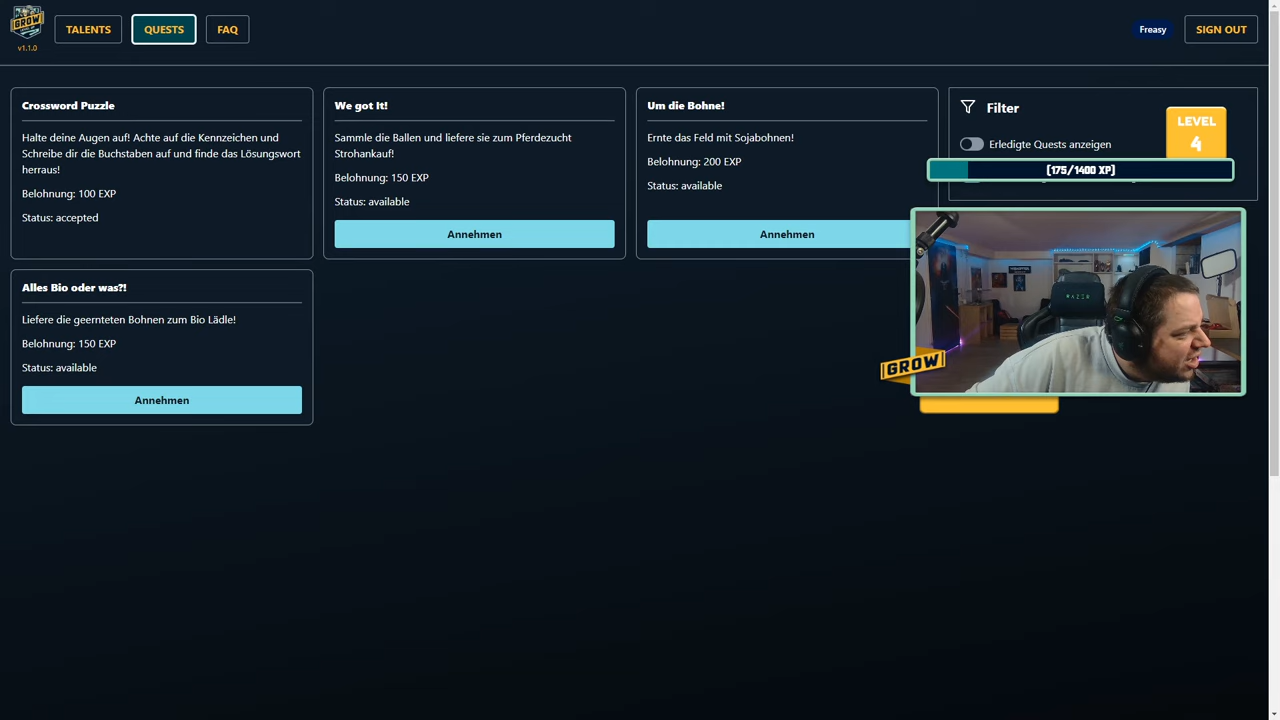 GROW
v1.1.0
TALENTS
QUESTS
FAQ
Freasy
SIGN OUT
Crossword Puzzle
Halte deine Augen auf! Achte auf die Kennzeichen und
Schreibe dir die Buchstaben auf und finde das Lösungswort
herraus!
Belohnung: 100 EXP
Status: accepted
We got It!
Sammle die Ballen und liefere sie zum Pferdezucht
Strohankauf!
Belohnung: 150 EXP
Status: available
Annehmen
Um die Bohne!
Ernte das Feld mit Sojabohnen!
Belohnung: 200 EXP
Status: available
Annehmen
Filter
Erledigte Quests anzeigen
LEVEL
4
[175/1400 XP]
Alles Bio oder was?!
Liefere die geernteten Bohnen zum Bio Lädle!
Belohnung: 150 EXP
Status: available
Annehmen
RAZER
GROW